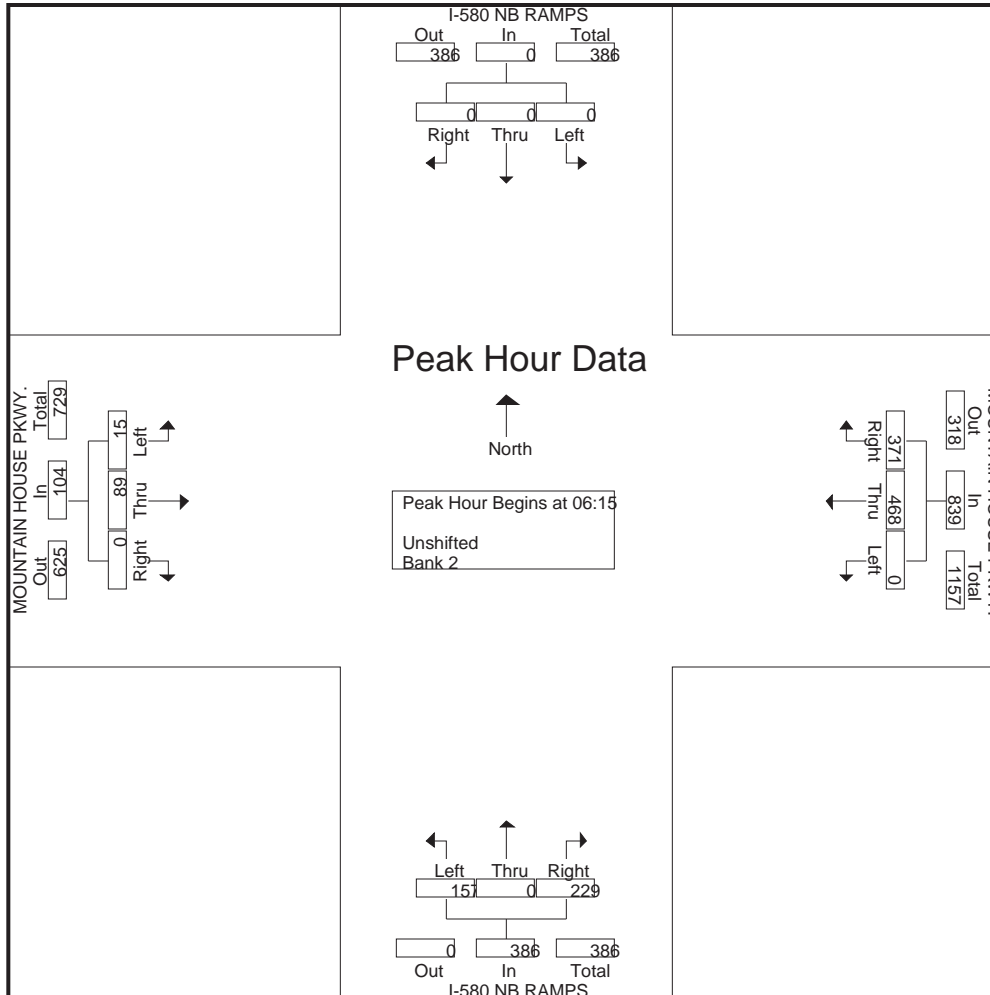 I-580 NB RAMPS
Out In Total
386 0 386
0 0 0
Right Thru Left
Peak Hour Data
North
Peak Hour Begins at 06:15
Unshifted
Bank 2
MOUNTAIN HOUSE PKWY.
Out In Total
625 104 729
Right Thru Left
0 89 15
Out In Total
318 839 1157
Right Thru Left
371 468 0
Left Thru Right
157 0 229
0 386 386
Out In Total
I-580 NB RAMPS